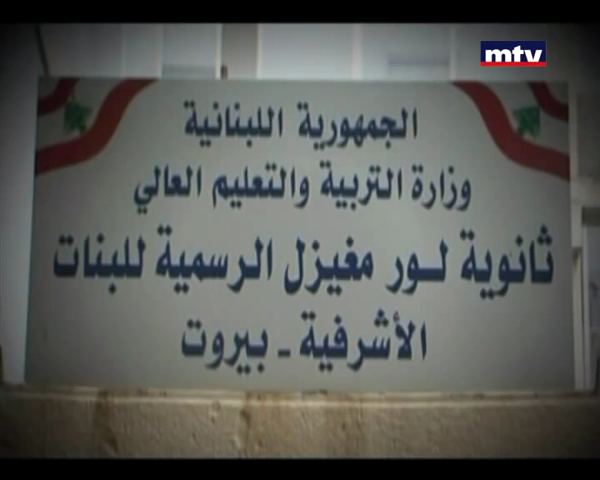 mtv
الجمهورية اللبنانية
وزارة التربية والتعليم العالي
ثانوية لور مغيزل الرسمية للبنات
الأشرفية - بيروت